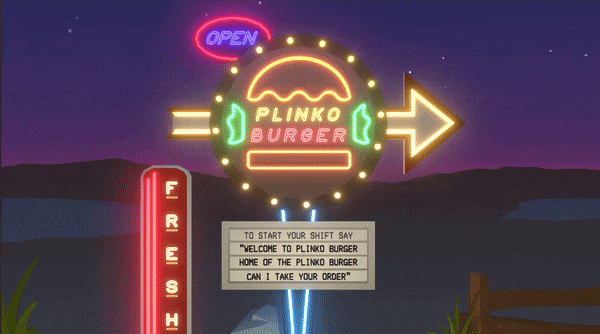 OPEN
PLINKO
BURGER
FRESH
TO START YOUR SHIFT SAY
"WELCOME TO PLINKO BURGER
HOME OF THE PLINKO BURGER
CAN I TAKE YOUR ORDER"